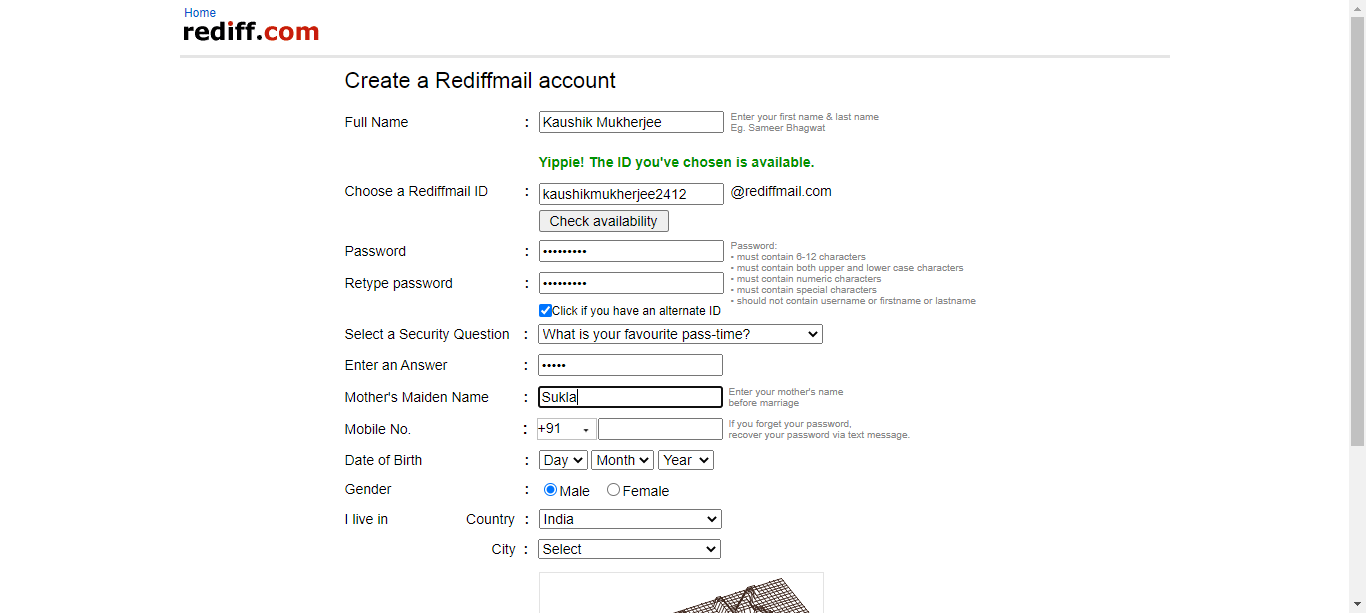 Home
rediff.com
Create a Rediffmail account
Full Name : Kaushik Mukherjee Enter your first name & last name
Eg. Sameer Bhagwat
Yippie! The ID you've chosen is available.
Choose a Rediffmail ID : kaushikmukherjee2412 @rediffmail.com
Check availability
Password : ••••••••• Password:
• must contain 6-12 characters
• must contain both upper and lower case characters
• must contain numeric characters
• must contain special characters
• should not contain username or firstname or lastname
Retype password : •••••••••
Click if you have an alternate ID
Select a Security Question : What is your favourite pass-time?
Enter an Answer : •••••
Mother's Maiden Name : Sukla Enter your mother's name
before marriage
Mobile No. : +91 If you forget your password,
recover your password via text message.
Date of Birth : Day Month Year
Gender : Male Female
I live in Country : India
City : Select